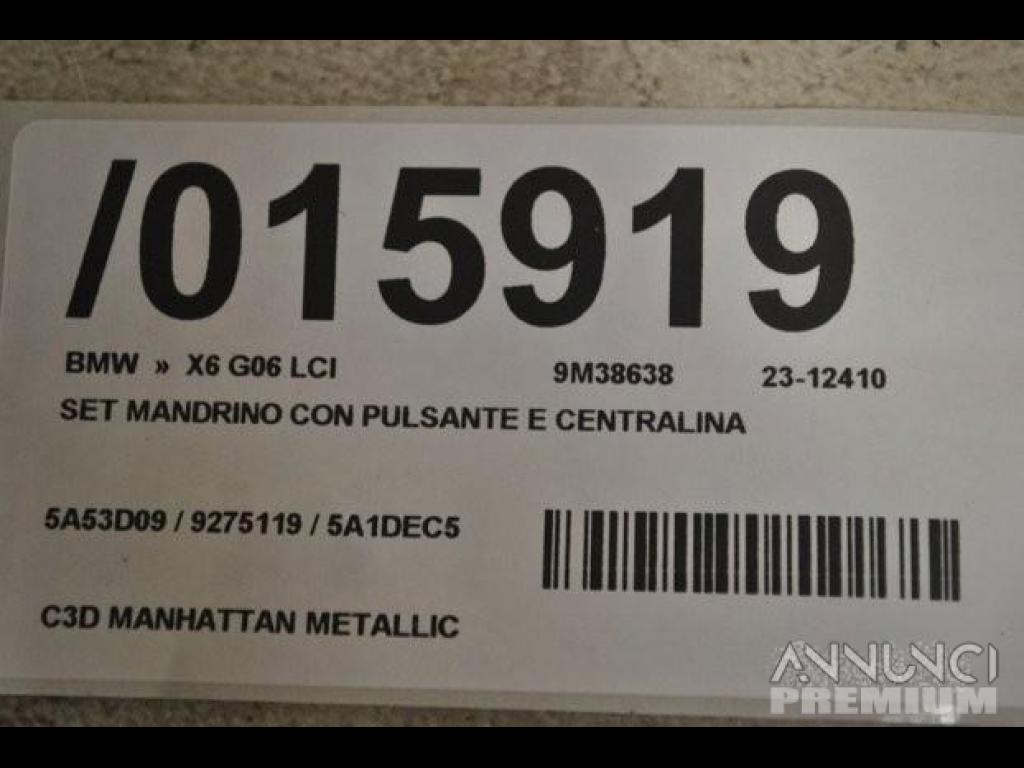 /015919
BMW » X6 G06 LCI 9M38638 23-12410
SET MANDRINO CON PULSANTE E CENTRALINA
5A53D09 / 9275119 / 5A1DEC5
C3D MANHATTAN METALLIC
ANNUNCI
PREMIUM